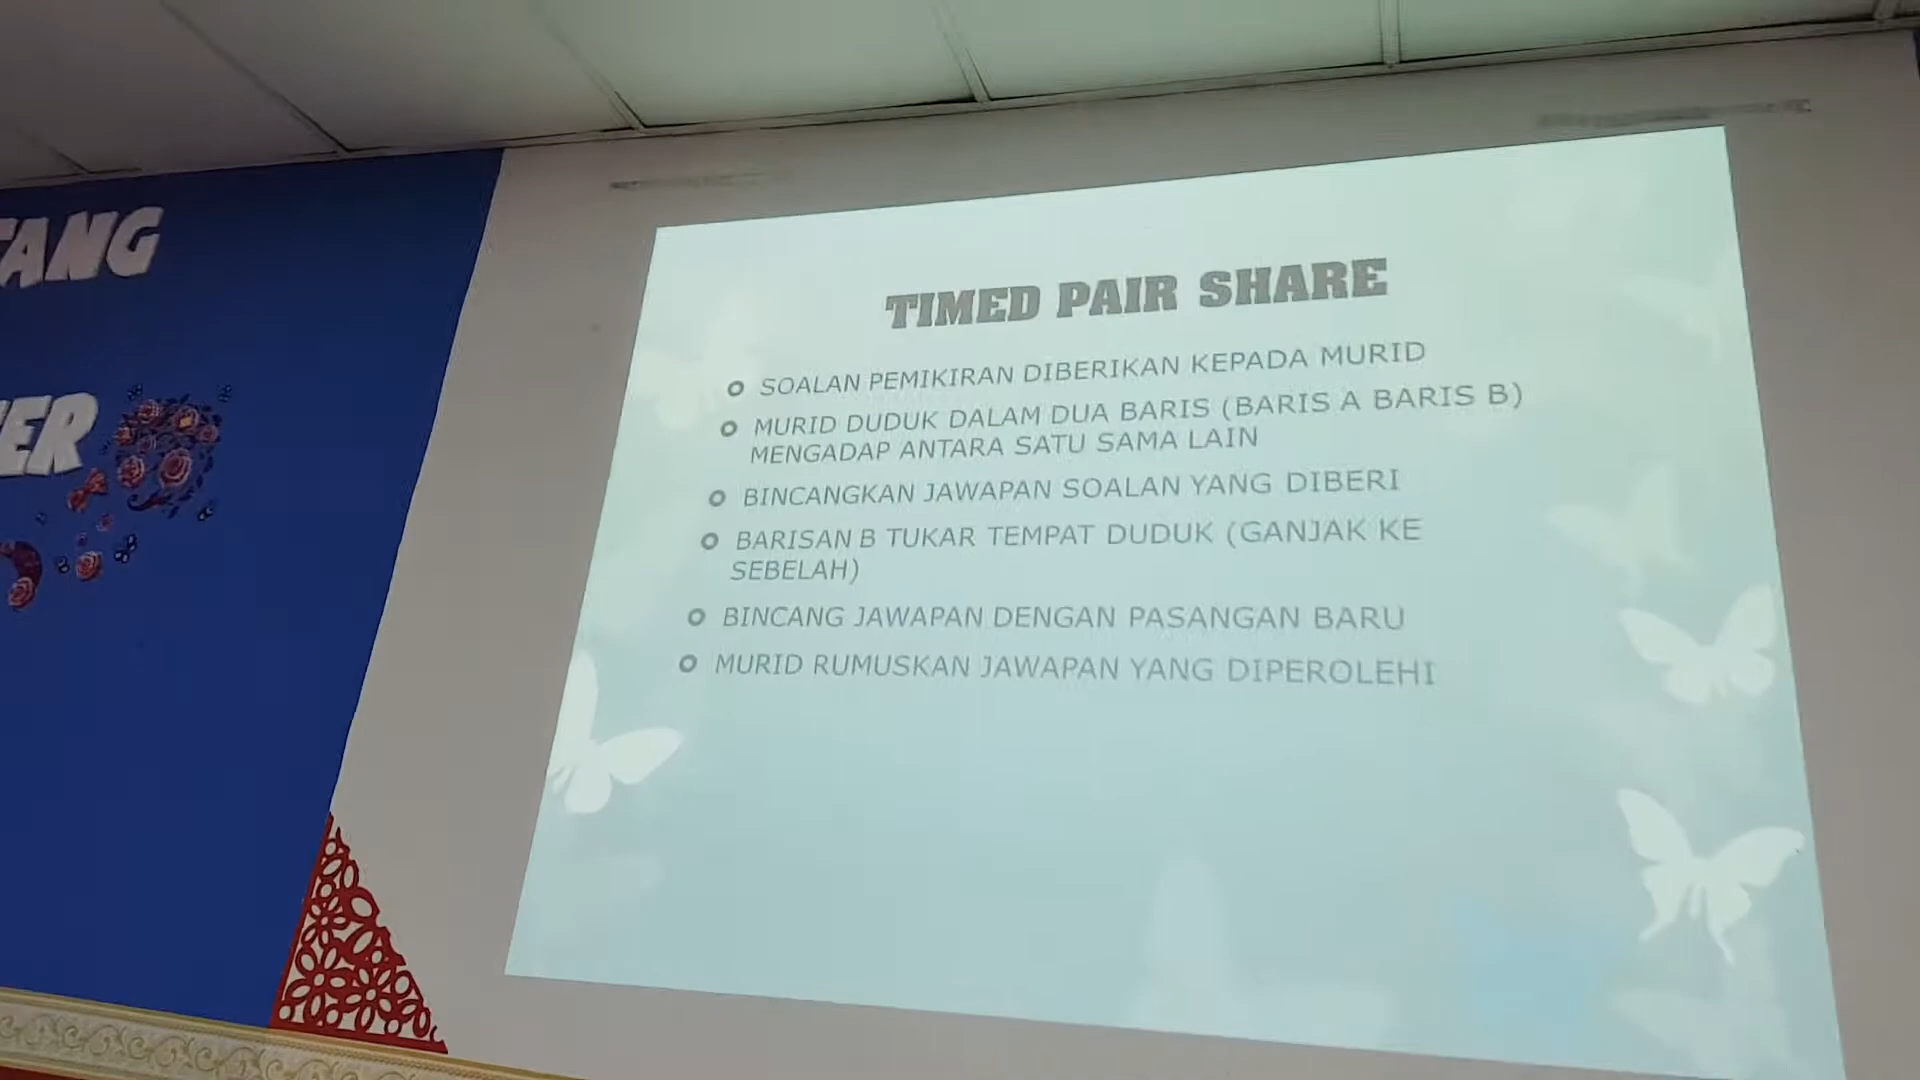 TANG
ER
TIMED PAIR SHARE
SOALAN PEMIKIRAN DIBERIKAN KEPADA MURID
MURID DUDUK DALAM DUA BARIS (BARIS A BARIS B)
MENGADAP ANTARA SATU SAMA LAIN
BINCANGKAN JAWAPAN SOALAN YANG DIBERI
BARISAN B TUKAR TEMPAT DUDUK (GANJAK KE
SEBELAH)
BINCANG JAWAPAN DENGAN PASANGAN BARU
MURID RUMUSKAN JAWAPAN YANG DIPEROLEHI